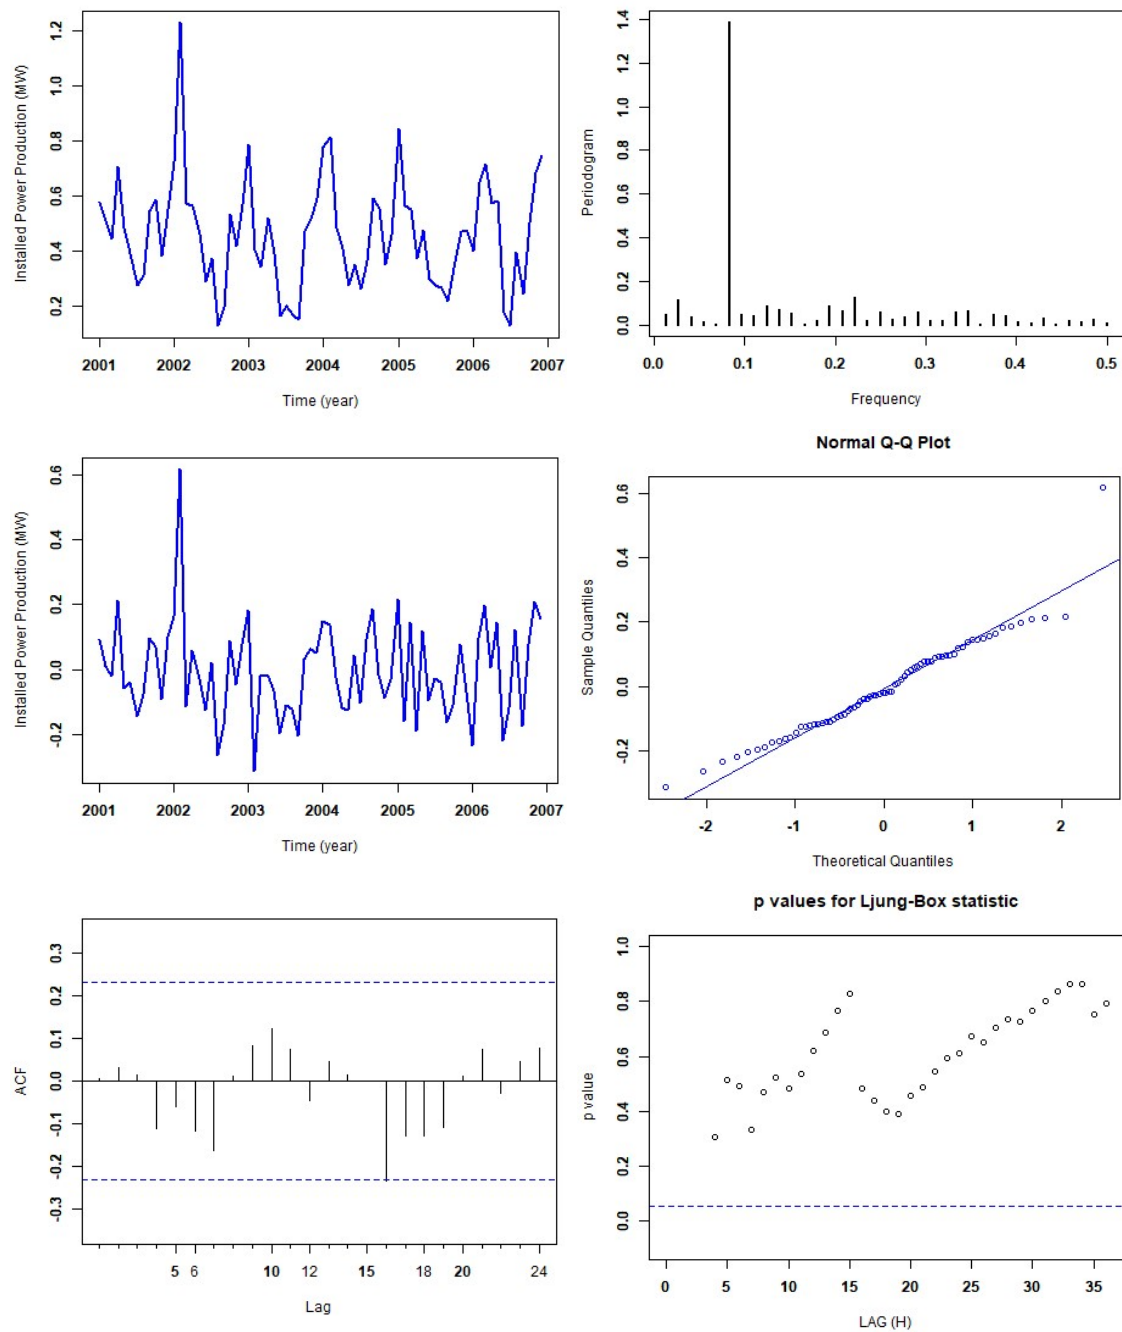 Installed Power Production (MW)
1.2
1.0
0.8
0.6
0.4
0.2
2001 2002 2003 2004 2005 2006 2007
Time (year)
Periodogram
1.4
1.2
1.0
0.8
0.6
0.4
0.2
0.0
0.0 0.1 0.2 0.3 0.4 0.5
Frequency
Installed Power Production (MW)
0.6
0.4
0.2
0.0
-0.2
2001 2002 2003 2004 2005 2006 2007
Time (year)
Normal Q-Q Plot
Sample Quantiles
0.6
0.4
0.2
0.0
-0.2
-2 -1 0 1 2
Theoretical Quantiles
ACF
0.3
0.2
0.1
0.0
-0.1
-0.2
-0.3
5 6 10 12 15 18 20 24
Lag
p values for Ljung-Box statistic
p value
1.0
0.8
0.6
0.4
0.2
0.0
0 5 10 15 20 25 30 35
LAG (H)